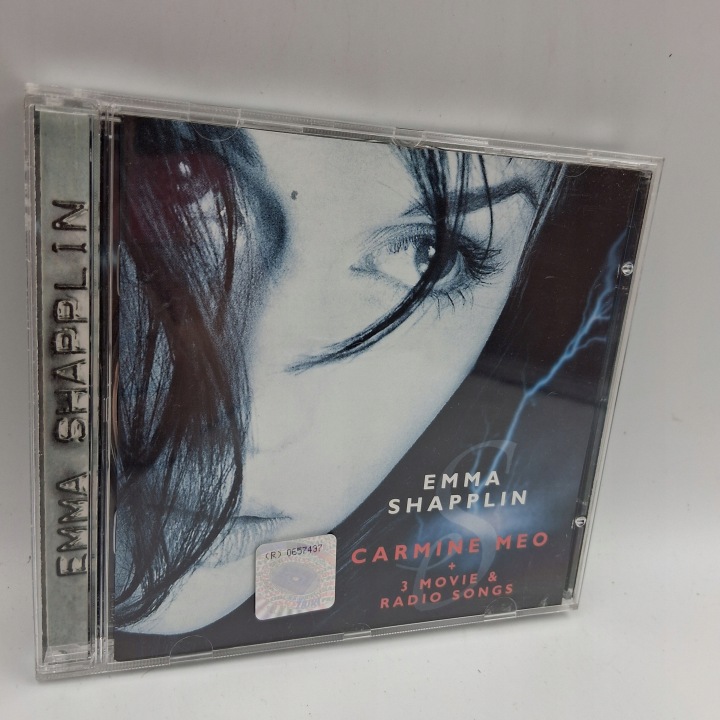 EMMA SHAPPLIN
EMMA
SHAPPLIN
CARMINE MEO
+
3 MOVIE &
RADIO SONGS
(R) 0657437